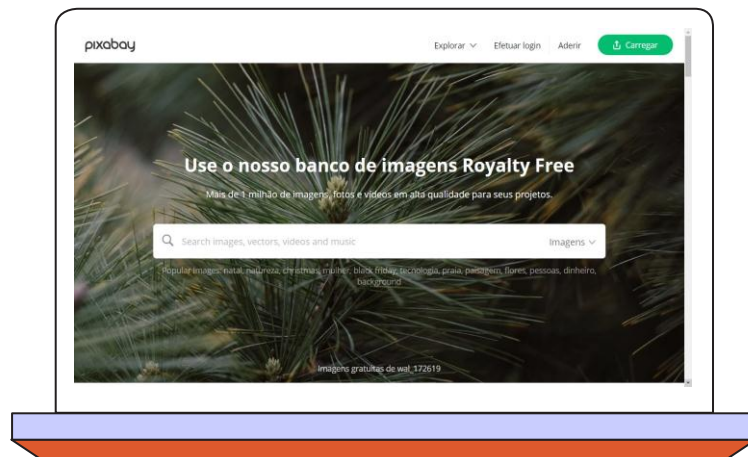 pixabay
Explorar Efetuar login Aderir Carregar
Use o nosso banco de imagens Royalty Free
Mais de 1 milhão de imagens, fotos e vídeos em alta qualidade para seus projetos.
Search images, vectors, videos and music Imagens
Popular images: natal, natureza, christmas, mulher, black friday, tecnologia, praia, paisagem, flores, pessoas, dinheiro,
background
Imagens gratuitas de wal_172619